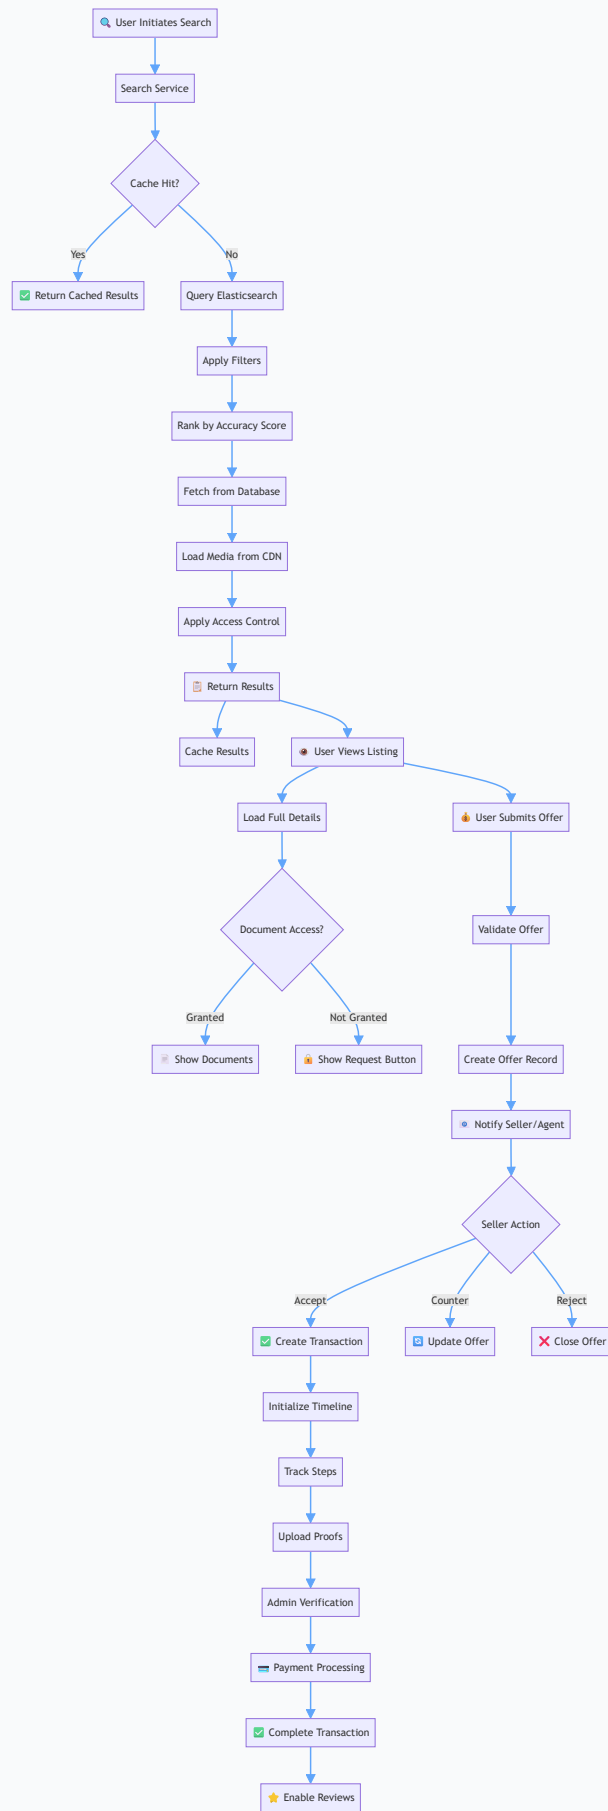 User Initiates Search
Search Service
Cache Hit?
Yes
No
Return Cached Results
Query Elasticsearch
Apply Filters
Rank by Accuracy Score
Fetch from Database
Load Media from CDN
Apply Access Control
Return Results
Cache Results
User Views Listing
Load Full Details
User Submits Offer
Document Access?
Validate Offer
Granted
Not Granted
Show Documents
Show Request Button
Create Offer Record
Notify Seller/Agent
Seller Action
Accept
Counter
Reject
Create Transaction
Update Offer
Close Offer
Initialize Timeline
Track Steps
Upload Proofs
Admin Verification
Payment Processing
Complete Transaction
Enable Reviews